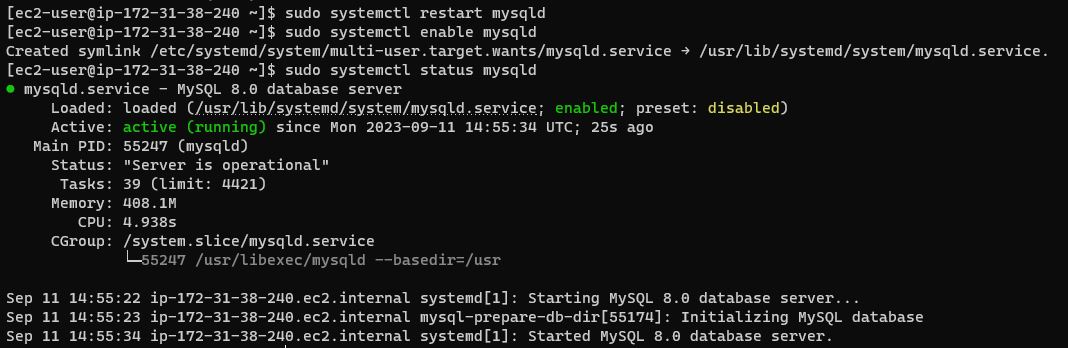 [ec2-user@ip-172-31-38-240 ~]$ sudo systemctl restart mysqld
[ec2-user@ip-172-31-38-240 ~]$ sudo systemctl enable mysqld
Created symlink /etc/systemd/system/multi-user.target.wants/mysqld.service → /usr/lib/systemd/system/mysqld.service.
[ec2-user@ip-172-31-38-240 ~]$ sudo systemctl status mysqld
● mysqld.service - MySQL 8.0 database server
     Loaded: loaded (/usr/lib/systemd/system/mysqld.service; enabled; preset: disabled)
     Active: active (running) since Mon 2023-09-11 14:55:34 UTC; 25s ago
   Main PID: 55247 (mysqld)
     Status: "Server is operational"
      Tasks: 39 (limit: 4421)
     Memory: 408.1M
        CPU: 4.938s
     CGroup: /system.slice/mysqld.service
             └─55247 /usr/libexec/mysqld --basedir=/usr

Sep 11 14:55:22 ip-172-31-38-240.ec2.internal systemd[1]: Starting MySQL 8.0 database server...
Sep 11 14:55:23 ip-172-31-38-240.ec2.internal mysql-prepare-db-dir[55174]: Initializing MySQL database
Sep 11 14:55:34 ip-172-31-38-240.ec2.internal systemd[1]: Started MySQL 8.0 database server.